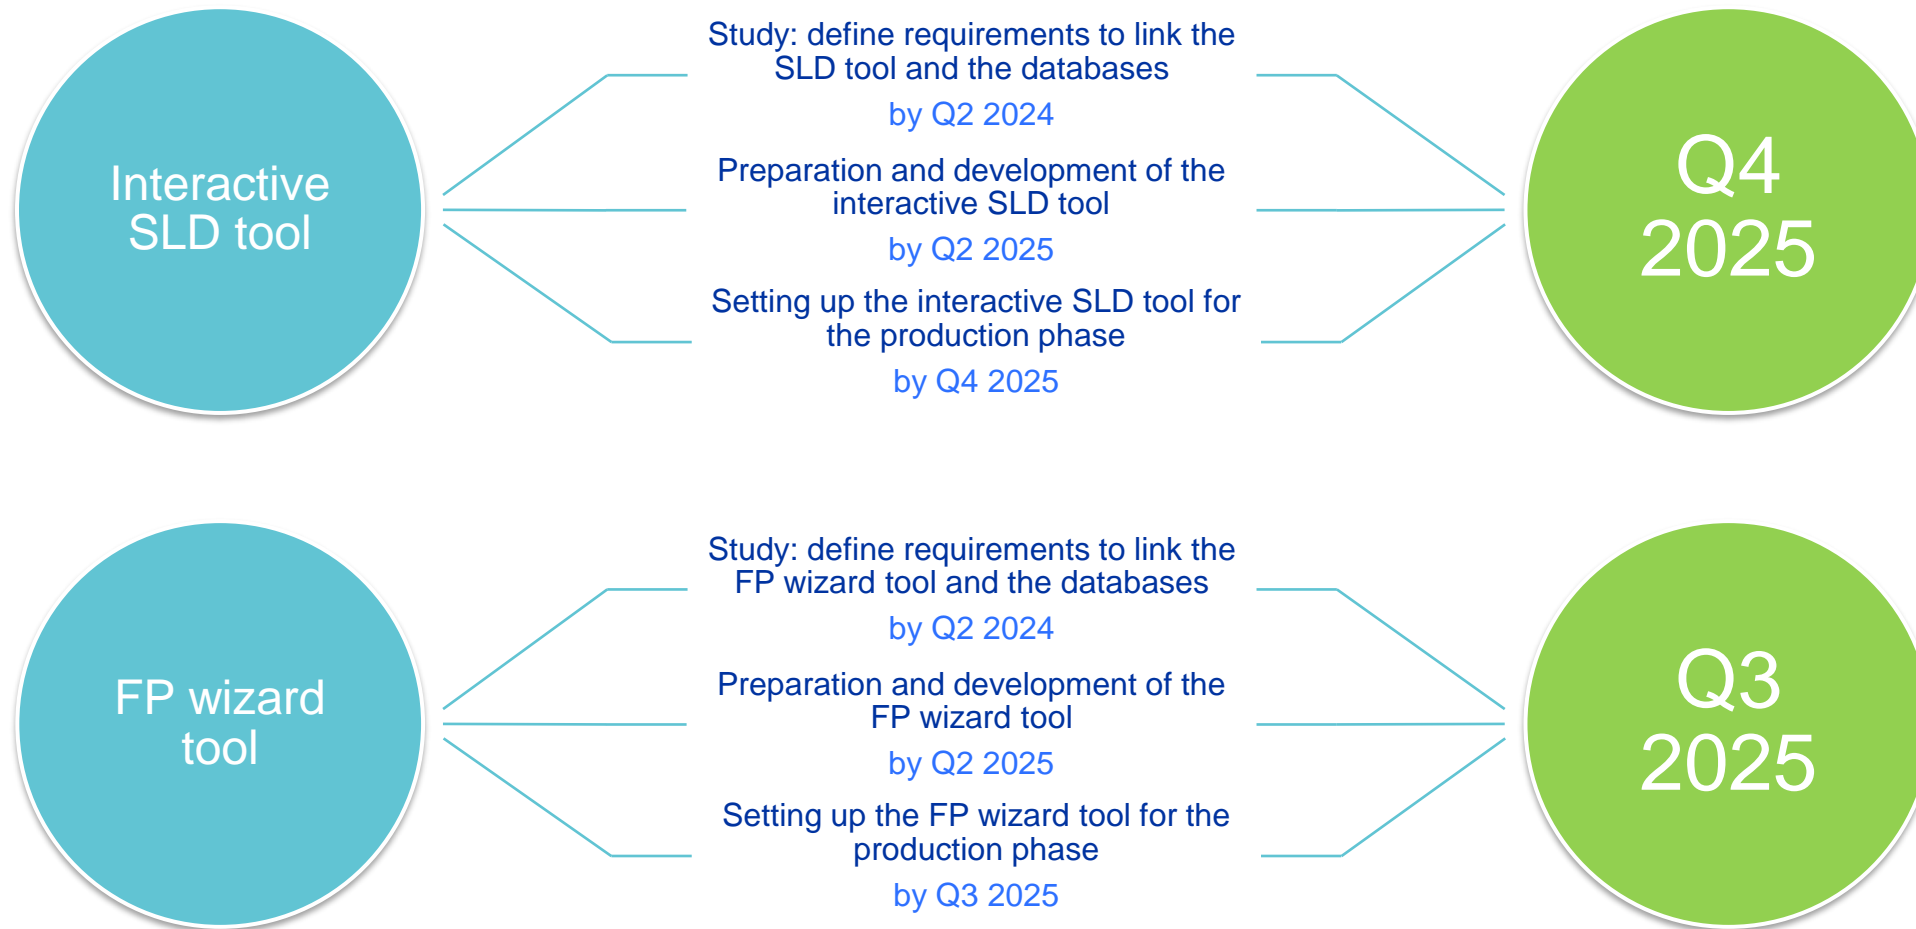 Interactive
SLD tool
Study: define requirements to link the
SLD tool and the databases
by Q2 2024
Preparation and development of the
interactive SLD tool
by Q2 2025
Setting up the interactive SLD tool for
the production phase
by Q4 2025
Q4
2025
FP wizard
tool
Study: define requirements to link the
FP wizard tool and the databases
by Q2 2024
Preparation and development of the
FP wizard tool
by Q2 2025
Setting up the FP wizard tool for the
production phase
by Q3 2025
Q3
2025